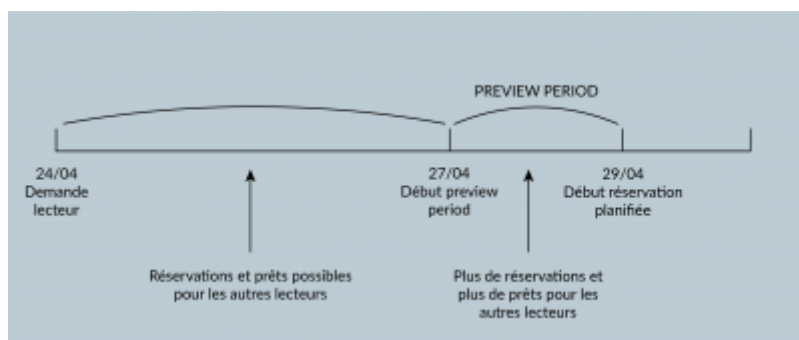 PREVIEW PERIOD
24/04
Demande
lecteur
27/04
Début preview
period
29/04
Début réservation
planifiée
Réservations et prêts possibles
pour les autres lecteurs
Plus de réservations et
plus de prêts pour les
autres lecteurs